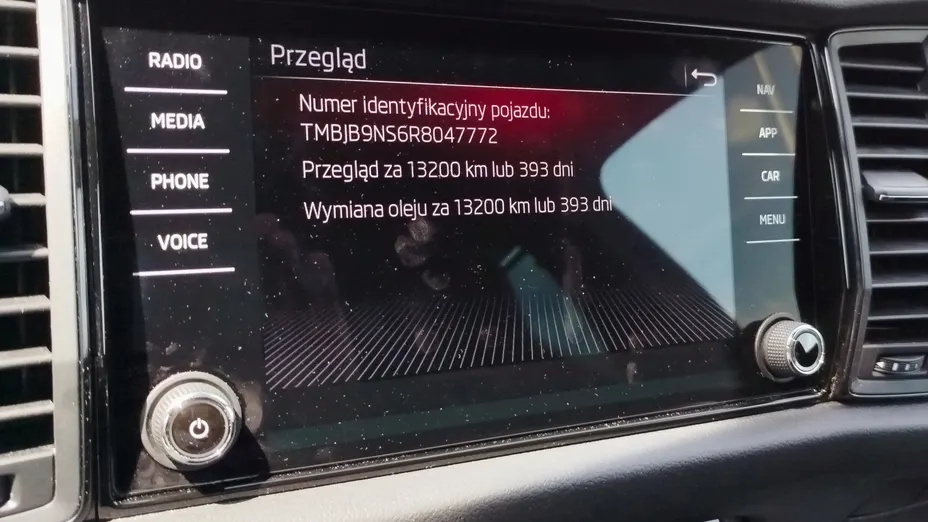 Przegląd
RADIO
MEDIA
PHONE
VOICE
Numer identyfikacyjny pojazdu:
TMBJB9NS6R8047772
Przegląd za 13200 km lub 393 dni
Wymiana oleju za 13200 km lub 393 dni
NAV
APP
CAR
MENU